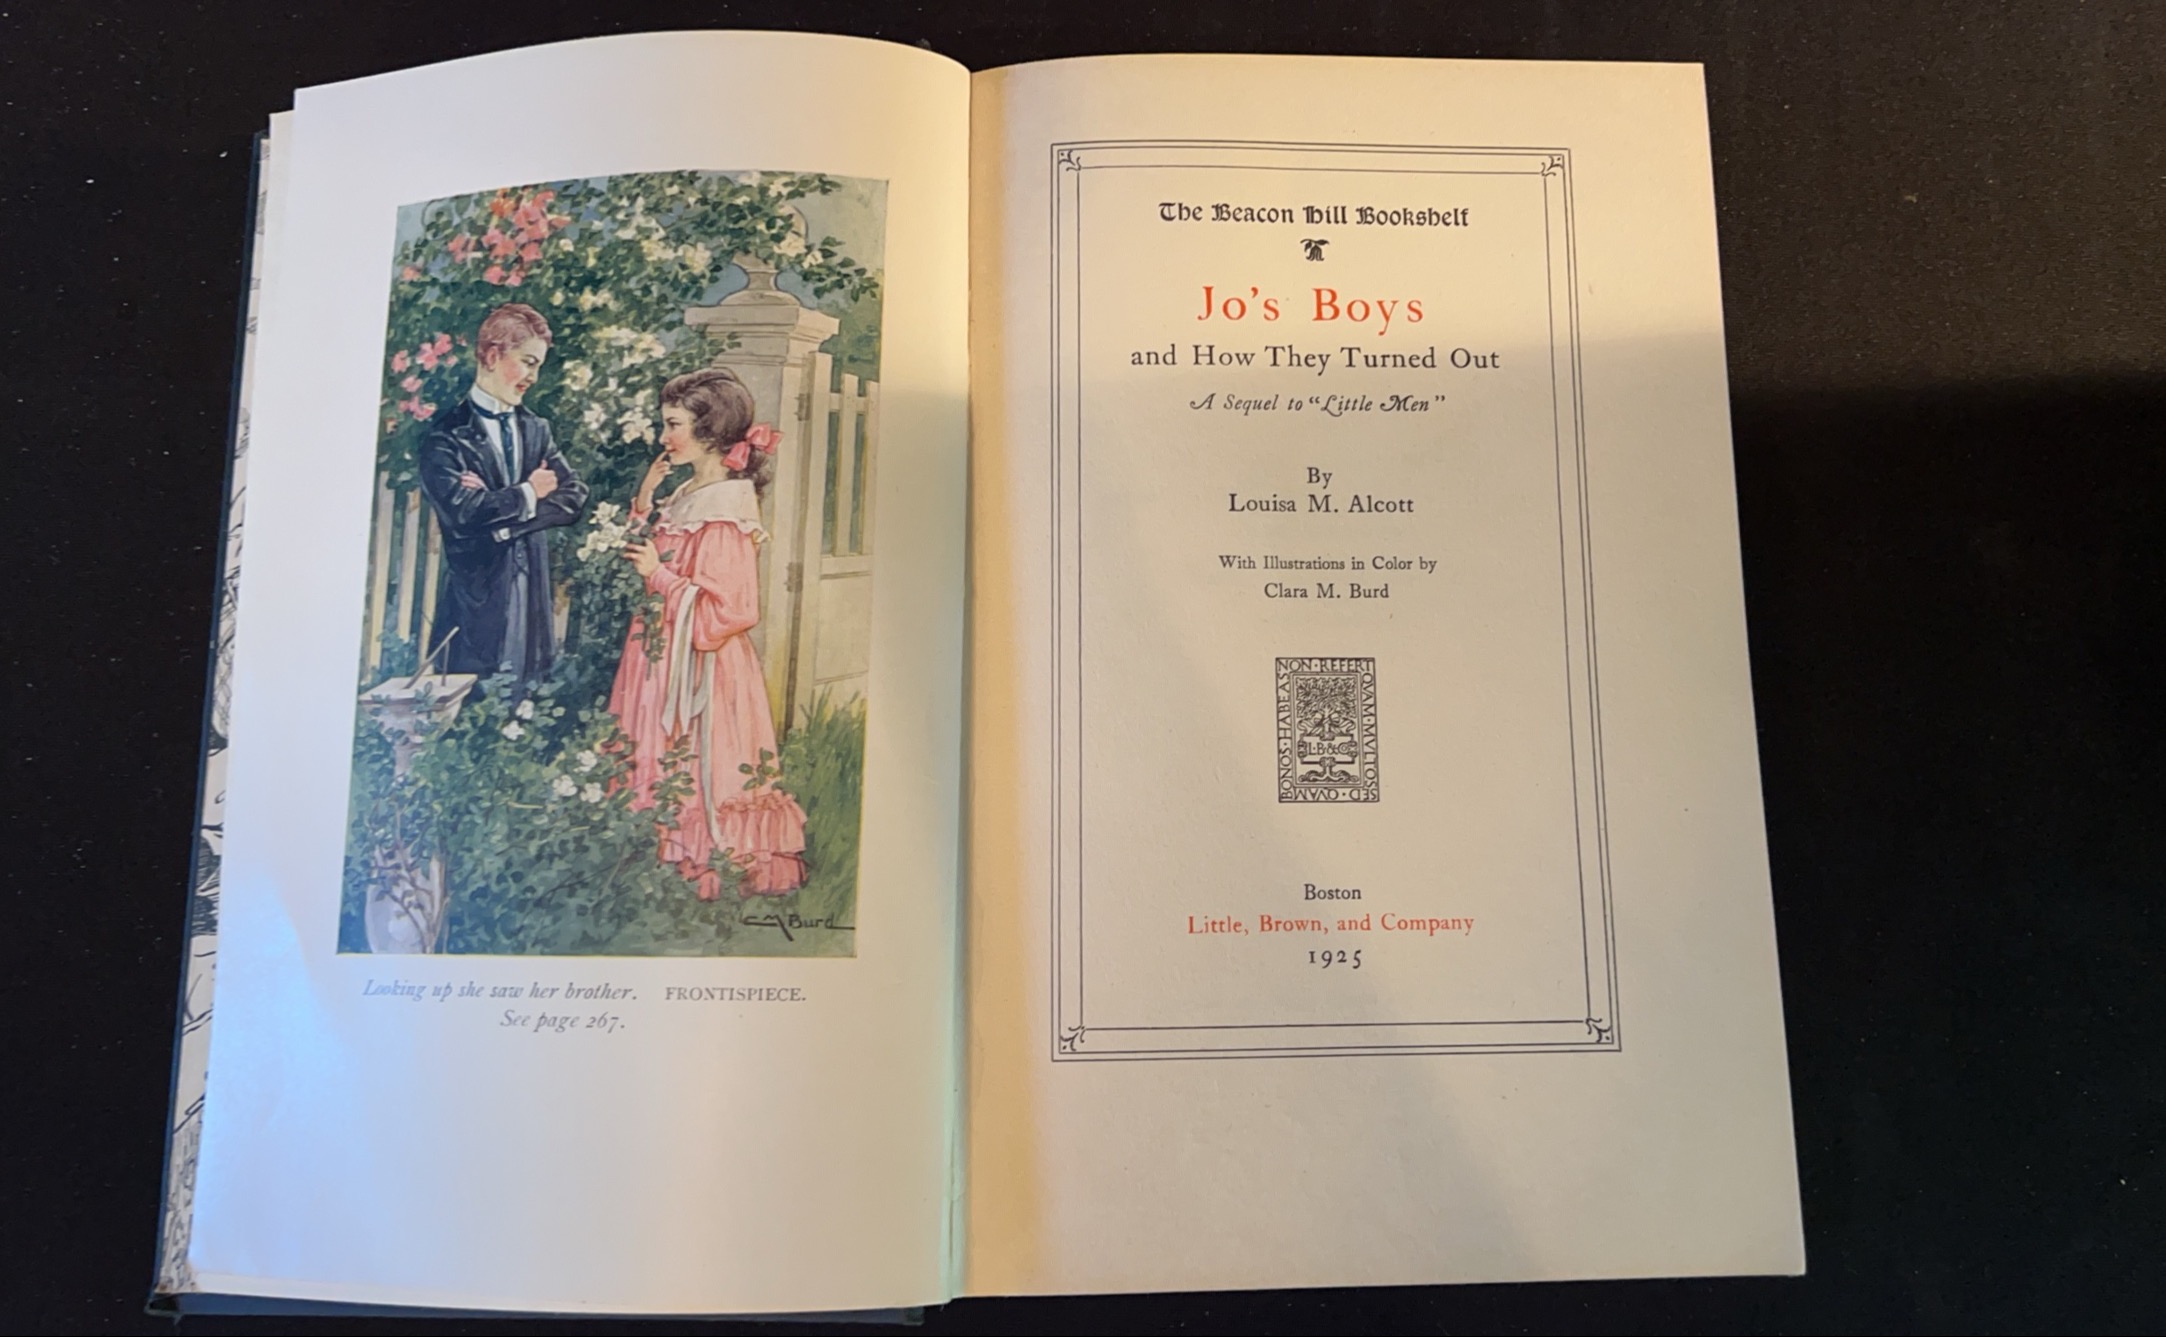 C M Burd
Looking up she saw her brother. FRONTISPIECE.
See page 267.
The Beacon Hill Bookshelf
Jo's Boys
and How They Turned Out
A Sequel to "Little Men"
By
Louisa M. Alcott
With Illustrations in Color by
Clara M. Burd
NON·REFERT
QVAM·MVLTOS
SED·QVAM
BONOS·HABEAS
L·B·&·Co
Boston
Little, Brown, and Company
1925